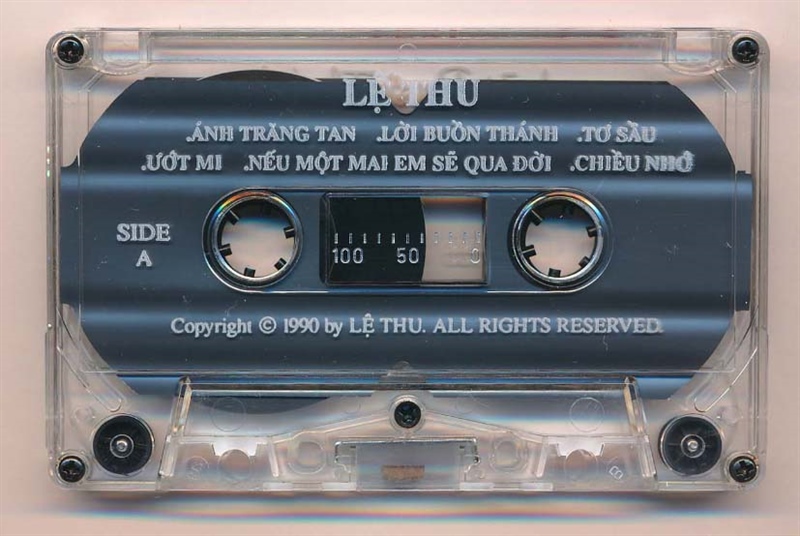 LỆ THU
.ÁNH TRĂNG TAN .LỜI BUỒN THÁNH .TƠ SẦU
.ƯỚT MI .NẾU MỘT MAI EM SẼ QUA ĐỜI .CHIỀU NHỚ
SIDE
A
100 50 0
Copyright © 1990 by LỆ THU. ALL RIGHTS RESERVED.
B